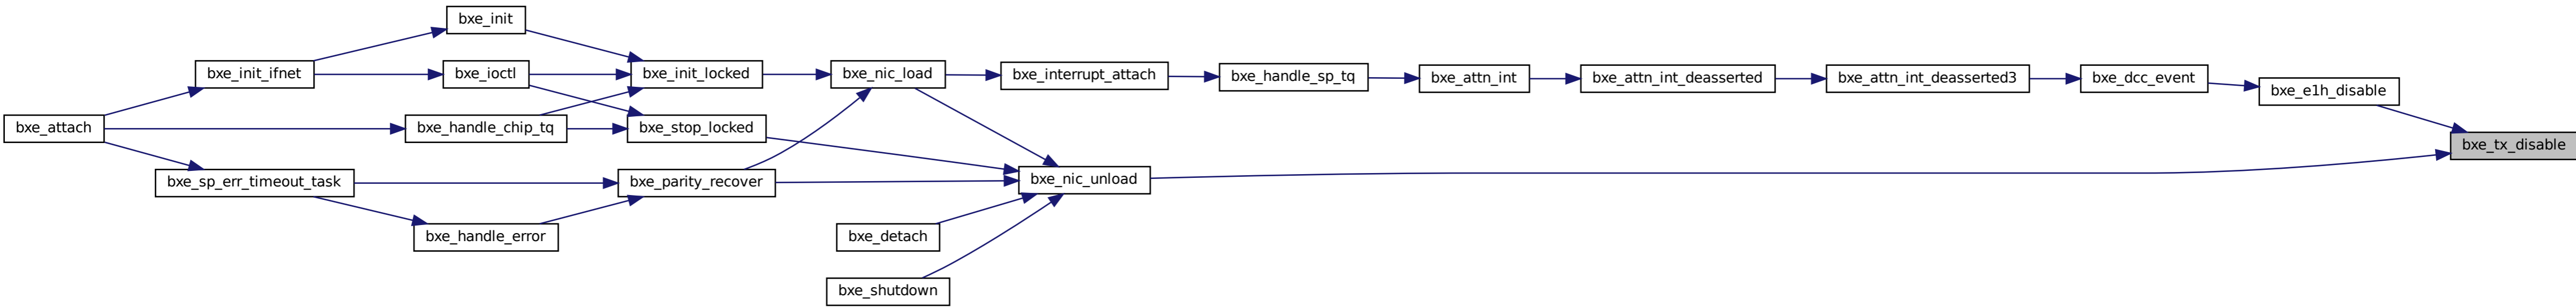 bxe_init
bxe_init_ifnet
bxe_ioctl
bxe_init_locked
bxe_nic_load
bxe_interrupt_attach
bxe_handle_sp_tq
bxe_attn_int
bxe_attn_int_deasserted
bxe_attn_int_deasserted3
bxe_dcc_event
bxe_e1h_disable
bxe_attach
bxe_handle_chip_tq
bxe_stop_locked
bxe_tx_disable
bxe_sp_err_timeout_task
bxe_parity_recover
bxe_nic_unload
bxe_handle_error
bxe_detach
bxe_shutdown